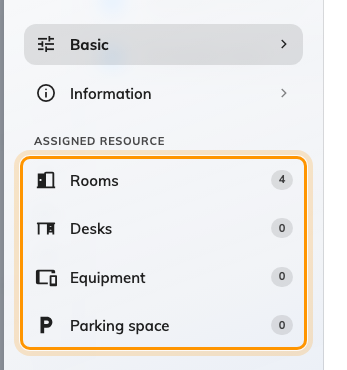 Basic
Information
ASSIGNED RESOURCE
Rooms 4
Desks 0
Equipment 0
Parking space 0